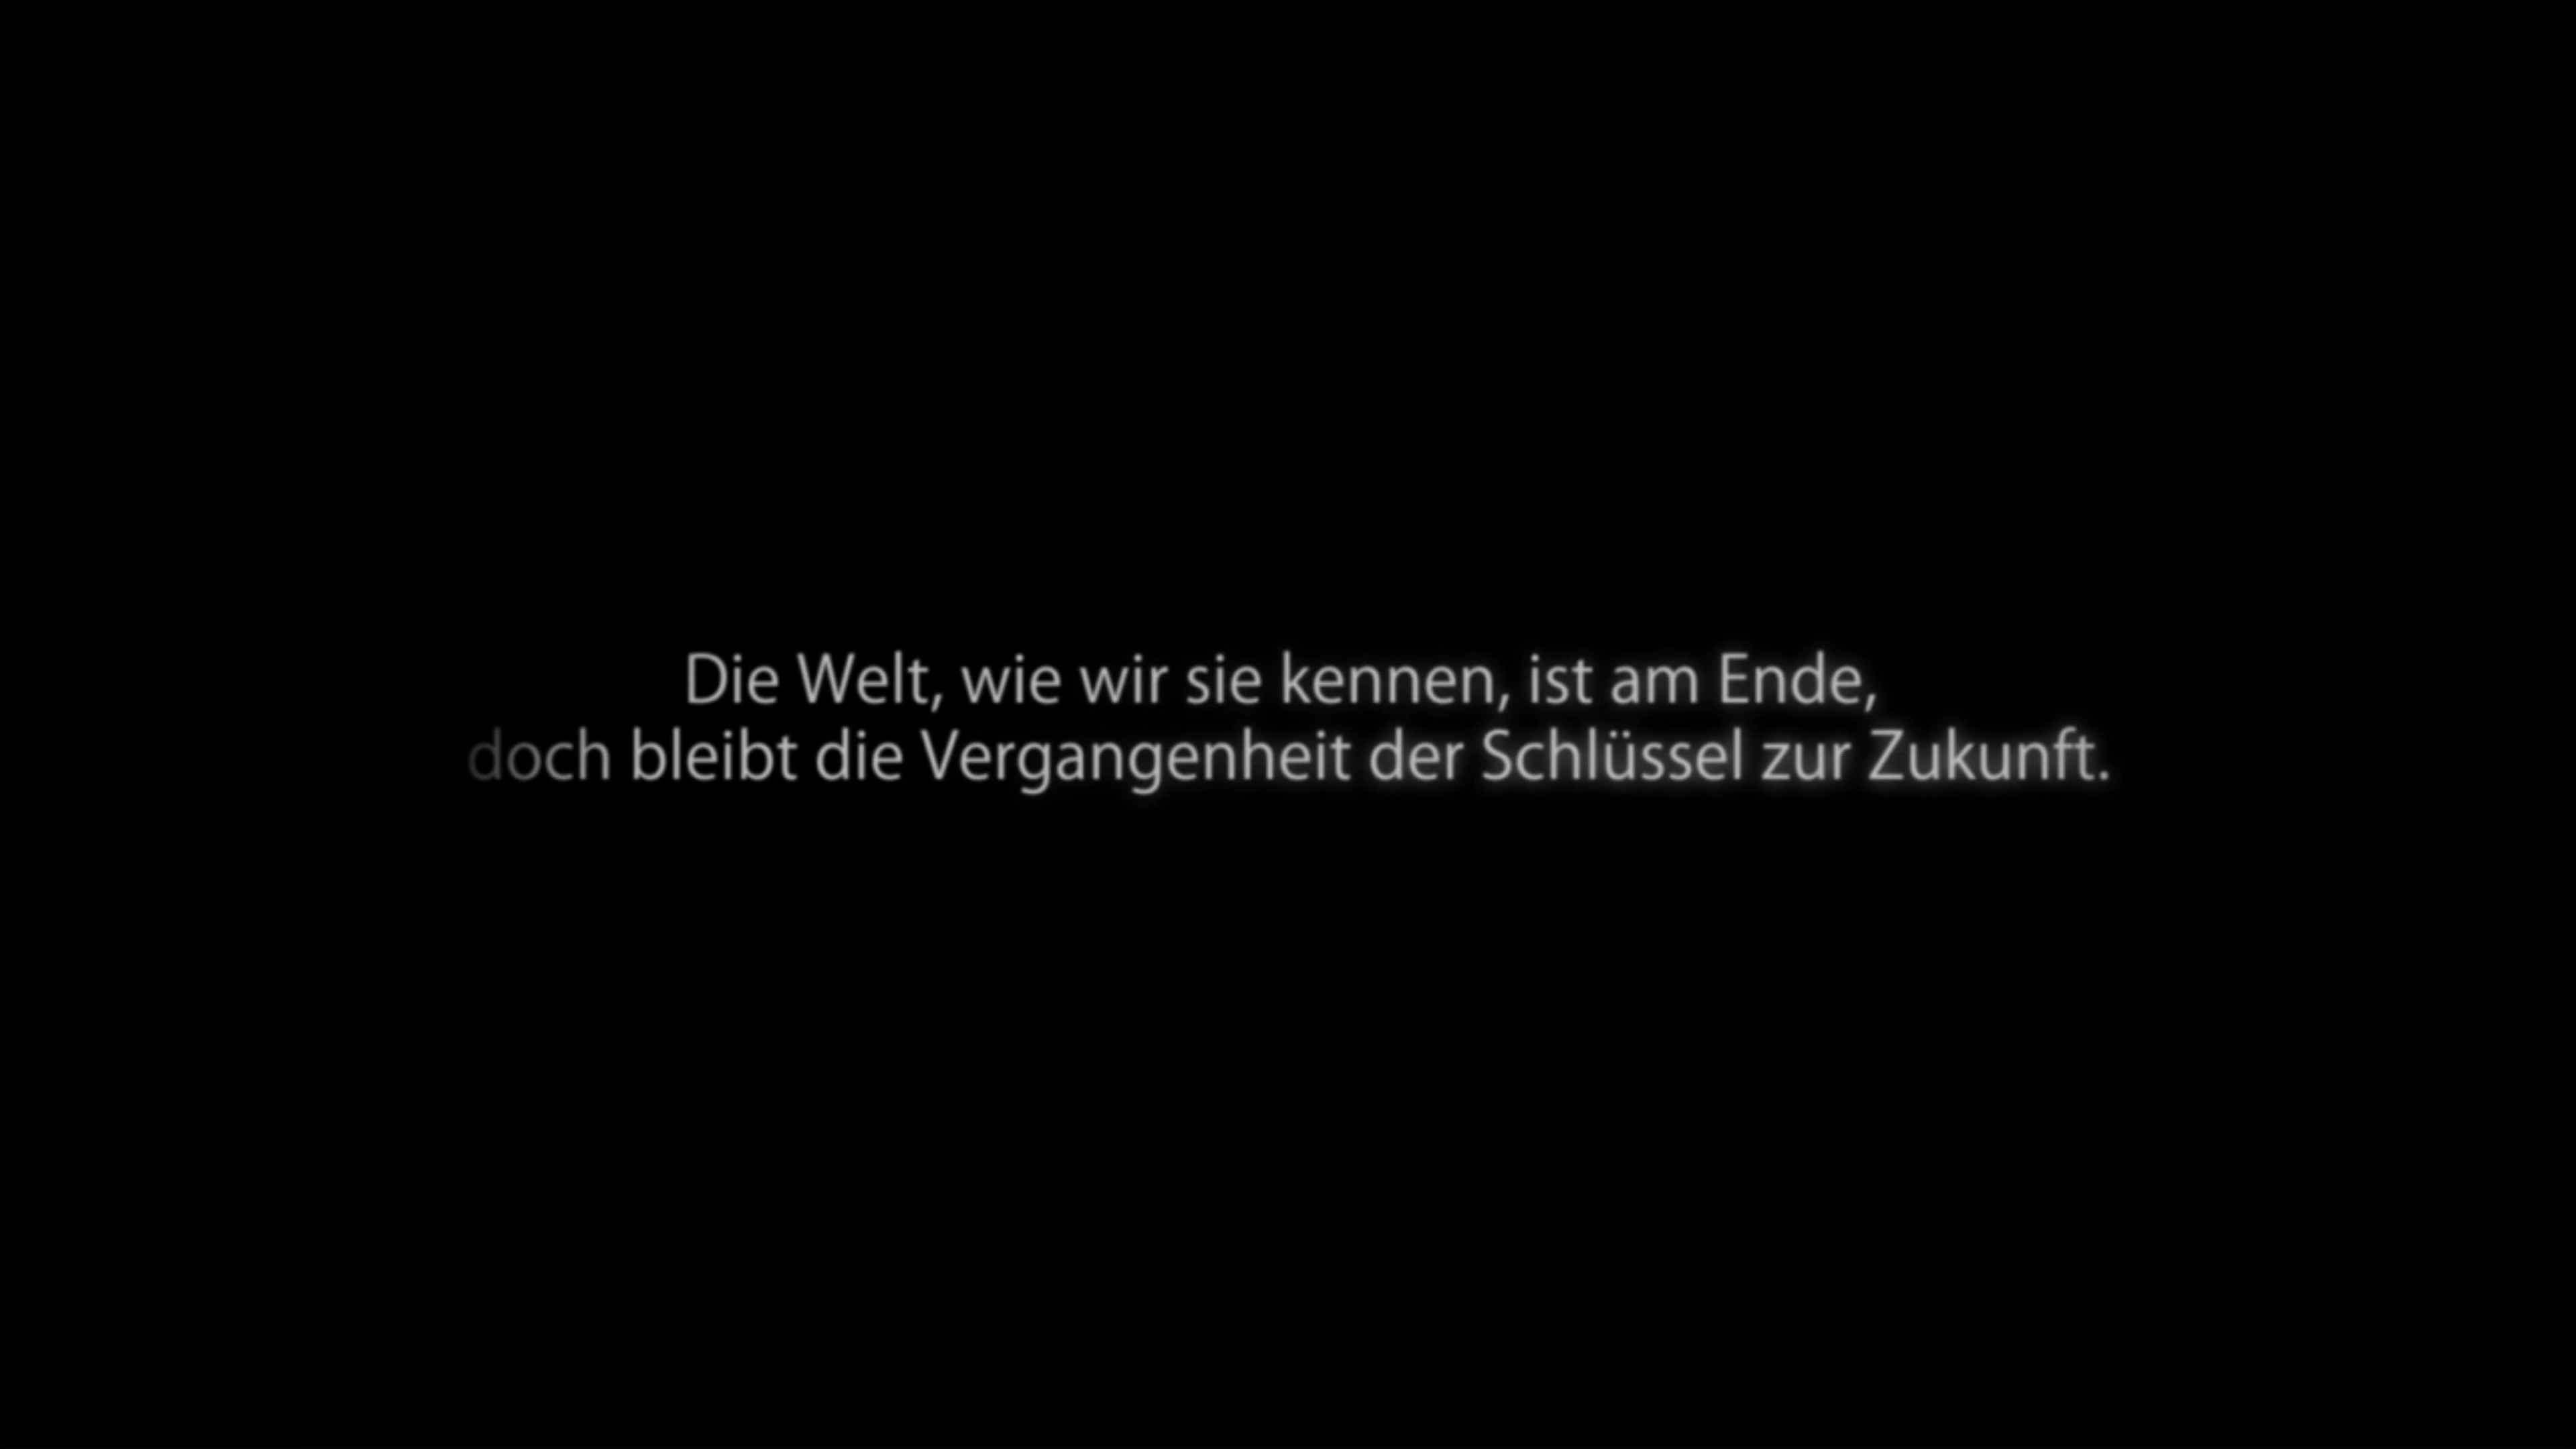 Die Welt, wie wir sie kennen, ist am Ende,
doch bleibt die Vergangenheit der Schlüssel zur Zukunft.